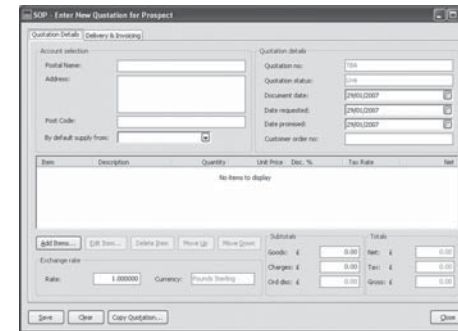 SOP - Enter New Quotation for Prospect
Quotation Details Delivery & Invoicing
Account selection
Postal Name:
Address:
Post Code:
By default supply from:
Quotation details
Quotation no: TBA
Quotation status: Live
Document date: 29/01/2007
Date requested: 29/01/2007
Date promised: 29/01/2007
Customer order no:
Item Description Quantity Unit Price Disc. % Tax Rate Net
No items to display
Add Items... Edit Item... Delete Item Move Up Move Down
Exchange rate
Rate: 1.000000 Currency: Pounds Sterling
Subtotals
Goods: £ 0.00
Charges: £ 0.00
Ord disc: £ 0.00
Totals
Net: £ 0.00
Tax: £ 0.00
Gross: £ 0.00
Save Clear Copy Quotation... Close